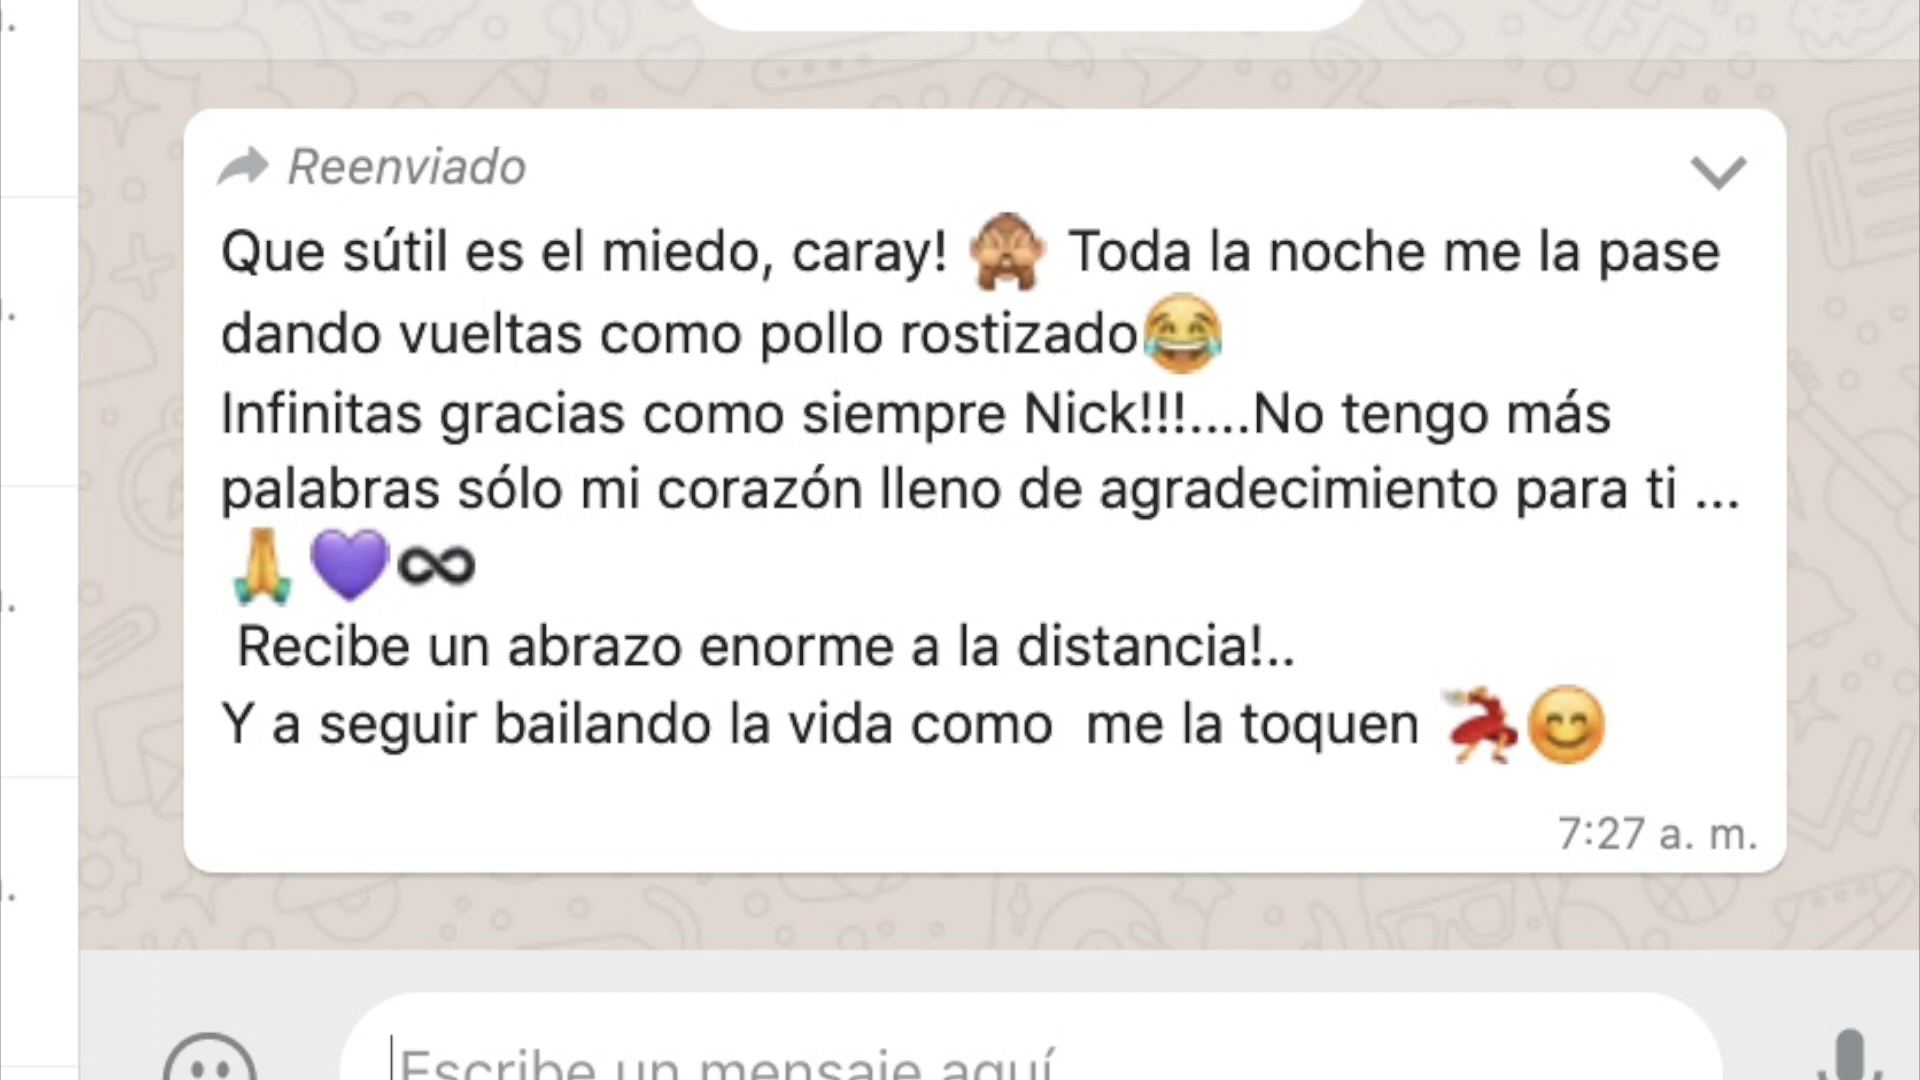 Reenviado
Que sútil es el miedo, caray! 🙈 Toda la noche me la pase
dando vueltas como pollo rostizado😂
Infinitas gracias como siempre Nick!!!....No tengo más
palabras sólo mi corazón lleno de agradecimiento para ti ...
🙏💜∞
Recibe un abrazo enorme a la distancia!..
Y a seguir bailando la vida como  me la toquen 💃😊
7:27 a. m.
Escribe un mensaje aquí